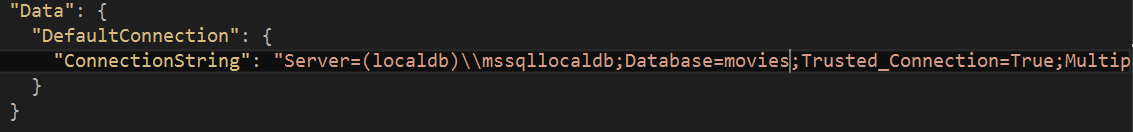 "Data": {
"DefaultConnection": {
"ConnectionString": "Server=(localdb)\\mssqllocaldb;Database=movies;Trusted_Connection=True;Multip
}
}